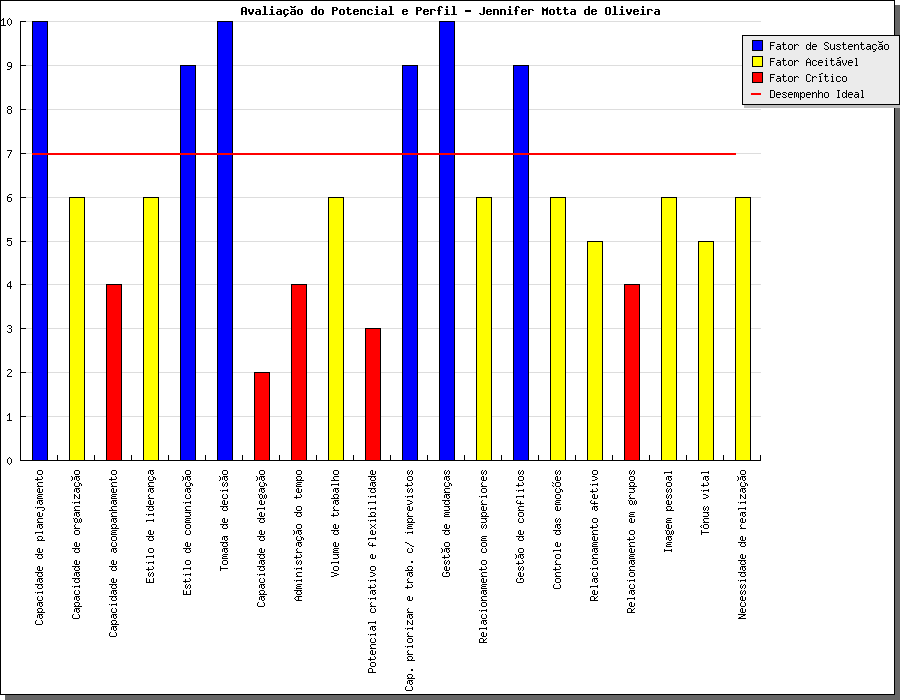 Avaliação do Potencial e Perfil - Jennifer Motta de Oliveira
Fator de Sustentação
Fator Aceitável
Fator Crítico
Desempenho Ideal
10
9
8
7
6
5
4
3
2
1
0
Capacidade de planejamento
Capacidade de organização
Capacidade de acompanhamento
Estilo de liderança
Estilo de comunicação
Tomada de decisão
Capacidade de delegação
Administração do tempo
Volume de trabalho
Potencial criativo e flexibilidade
Cap. priorizar e trab. c/ imprevistos
Gestão de mudanças
Relacionamento com superiores
Gestão de conflitos
Controle das emoções
Relacionamento afetivo
Relacionamento em grupos
Imagem pessoal
Tônus vital
Necessidade de realização